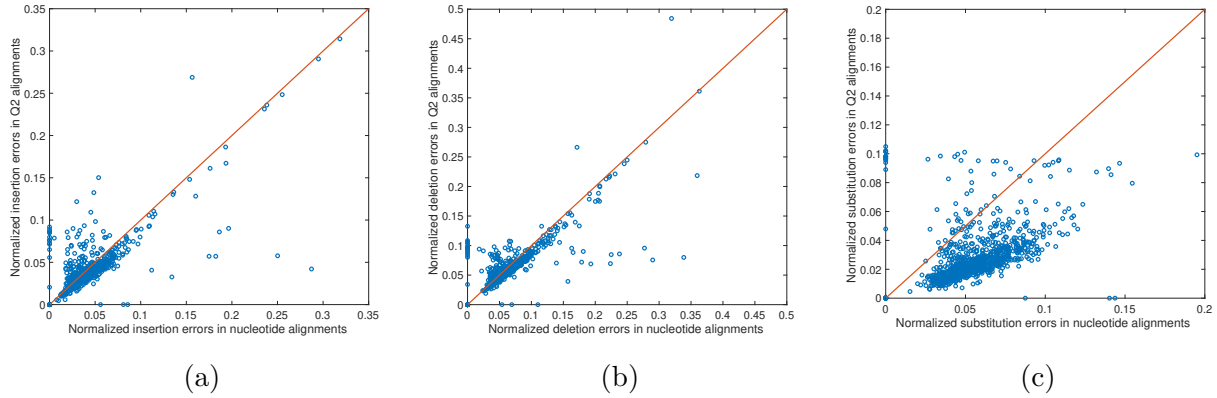 Normalized insertion errors in Q2 alignments
0.35
0.3
0.25
0.2
0.15
0.1
0.05
0
0 0.05 0.1 0.15 0.2 0.25 0.3 0.35
Normalized insertion errors in nucleotide alignments
(a)
Normalized deletion errors in Q2 alignments
0.5
0.45
0.4
0.35
0.3
0.25
0.2
0.15
0.1
0.05
0
0 0.05 0.1 0.15 0.2 0.25 0.3 0.35 0.4 0.45 0.5
Normalized deletion errors in nucleotide alignments
(b)
Normalized substitution errors in Q2 alignments
0.2
0.18
0.16
0.14
0.12
0.1
0.08
0.06
0.04
0.02
0
0 0.05 0.1 0.15 0.2
Normalized substitution errors in nucleotide alignments
(c)